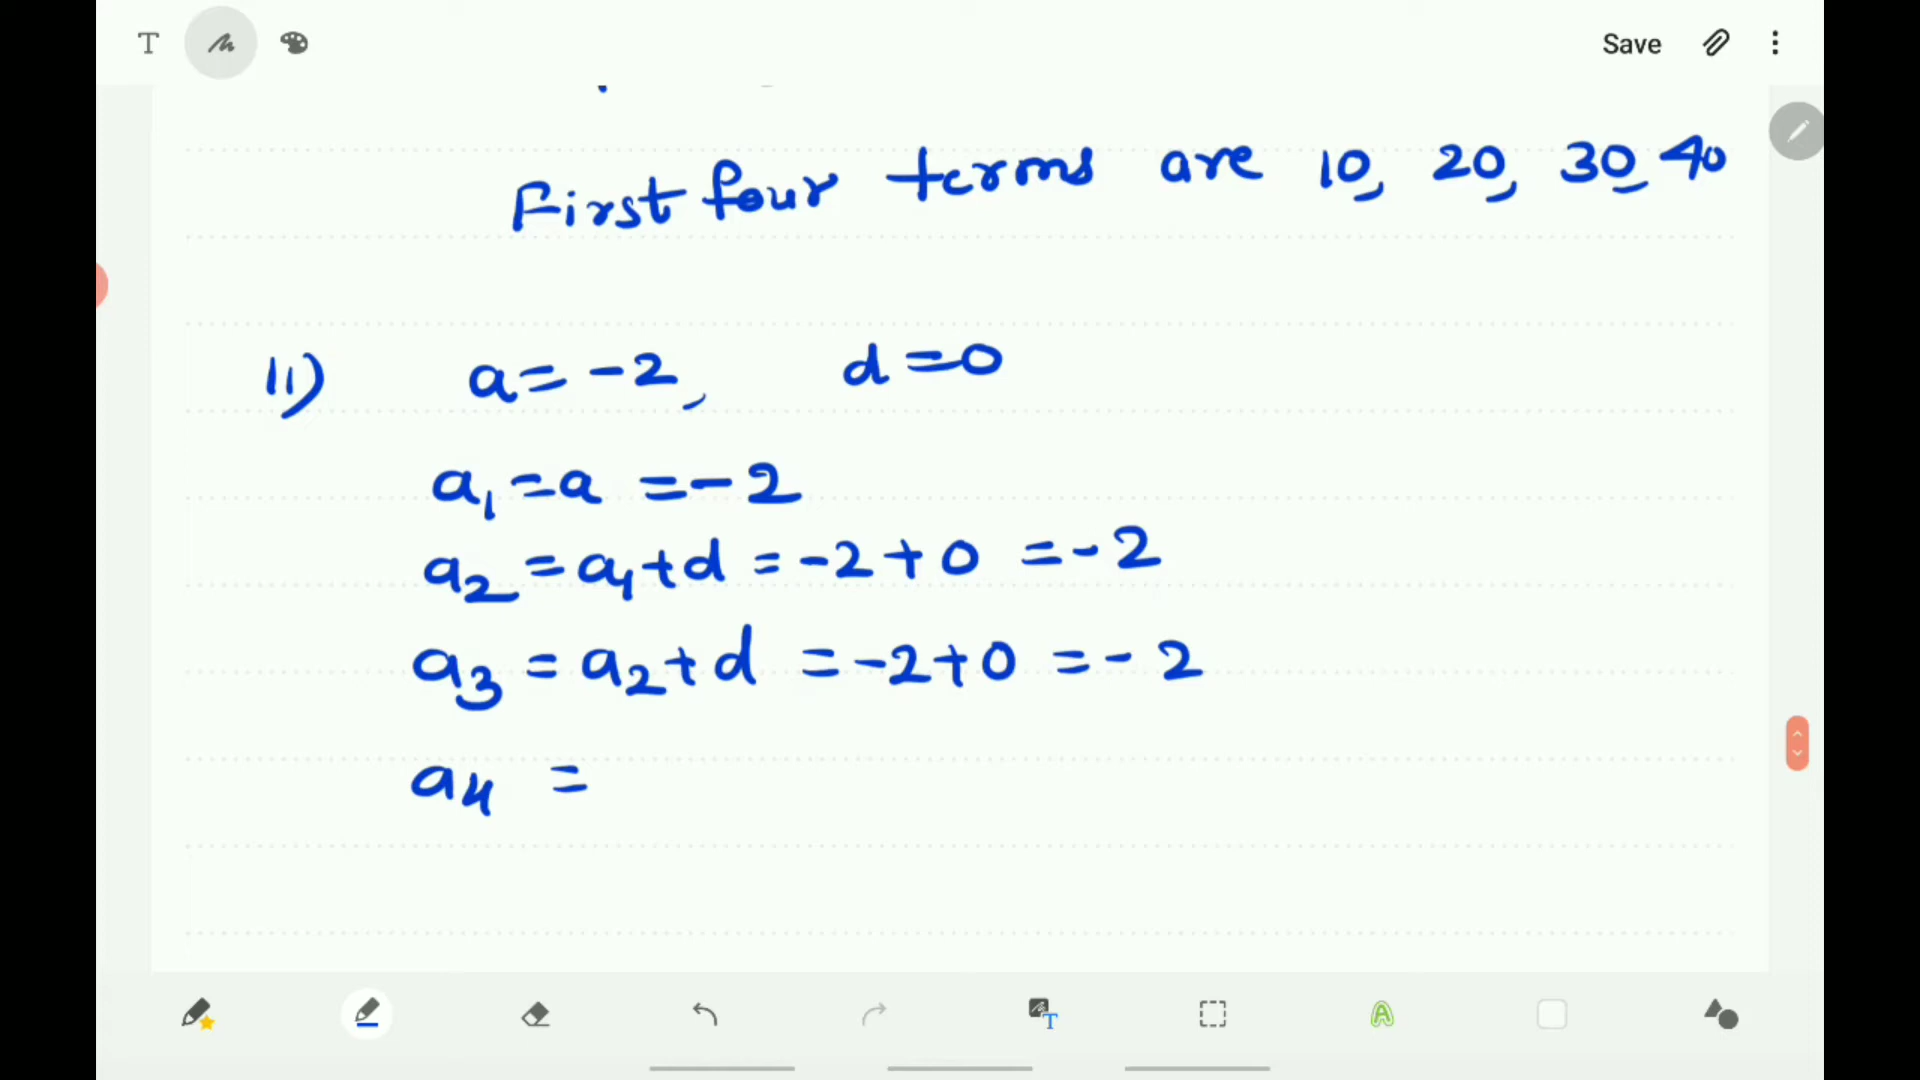 T Save
First four terms are 10, 20, 30, 40
ii) a = -2, d = 0
a₁ = a = -2
a₂ = a₁ + d = -2 + 0 = -2
a₃ = a₂ + d = -2 + 0 = -2
a₄ =
T A